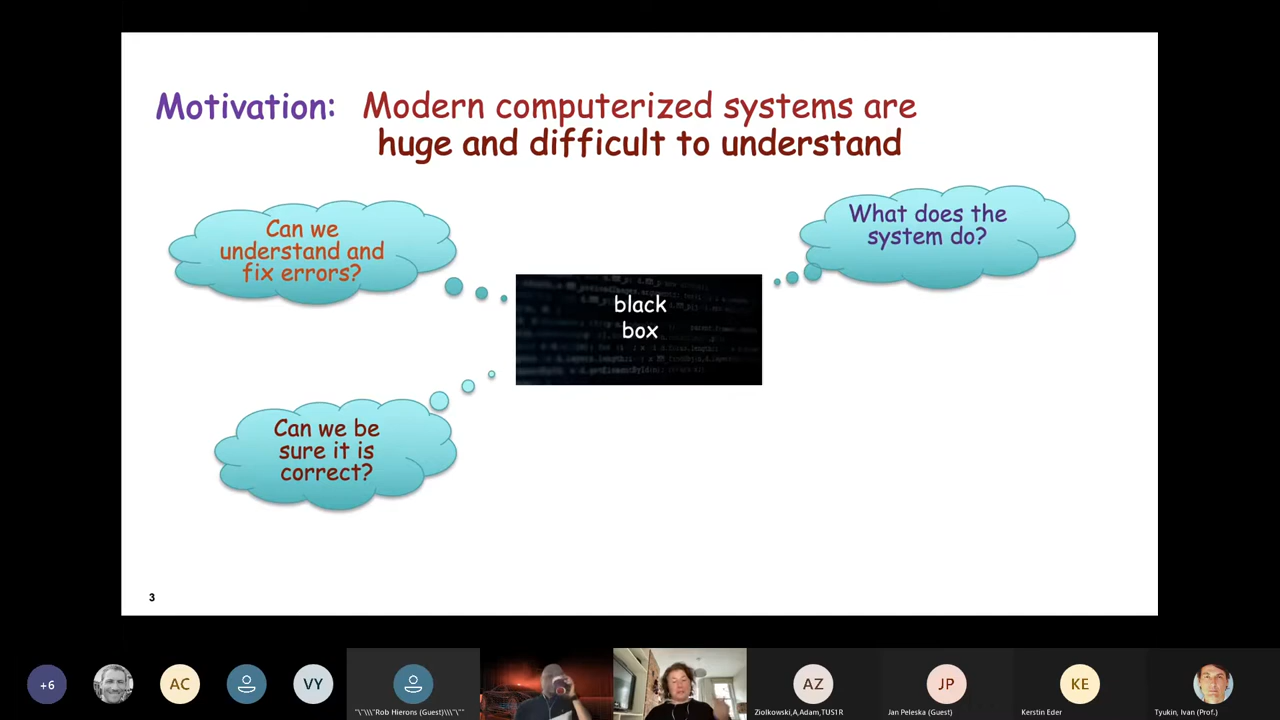 Motivation: Modern computerized systems are
huge and difficult to understand
Can we
understand and
fix errors?
What does the
system do?
black
box
Can we be
sure it is
correct?
3
+6
AC
VY
"\"\\\"Rob Hierons (Guest)\\\"\""
AZ
Ziolkowski,A,Adam,TUS1R
JP
Jan Peleska (Guest)
KE
Kerstin Eder
Tyukin, Ivan (Prof.)